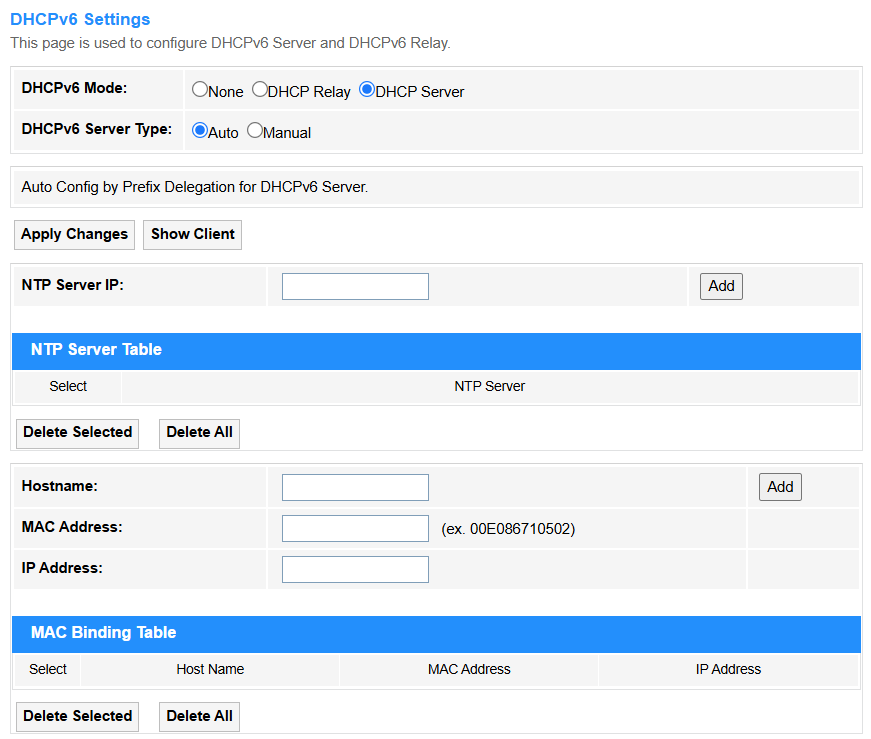 DHCPv6 Settings
This page is used to configure DHCPv6 Server and DHCPv6 Relay.
DHCPv6 Mode: None DHCP Relay DHCP Server
DHCPv6 Server Type: Auto Manual
Auto Config by Prefix Delegation for DHCPv6 Server.
Apply Changes Show Client
NTP Server IP: Add
NTP Server Table
Select NTP Server
Delete Selected Delete All
Hostname: Add
MAC Address: (ex. 00E086710502)
IP Address:
MAC Binding Table
Select Host Name MAC Address IP Address
Delete Selected Delete All